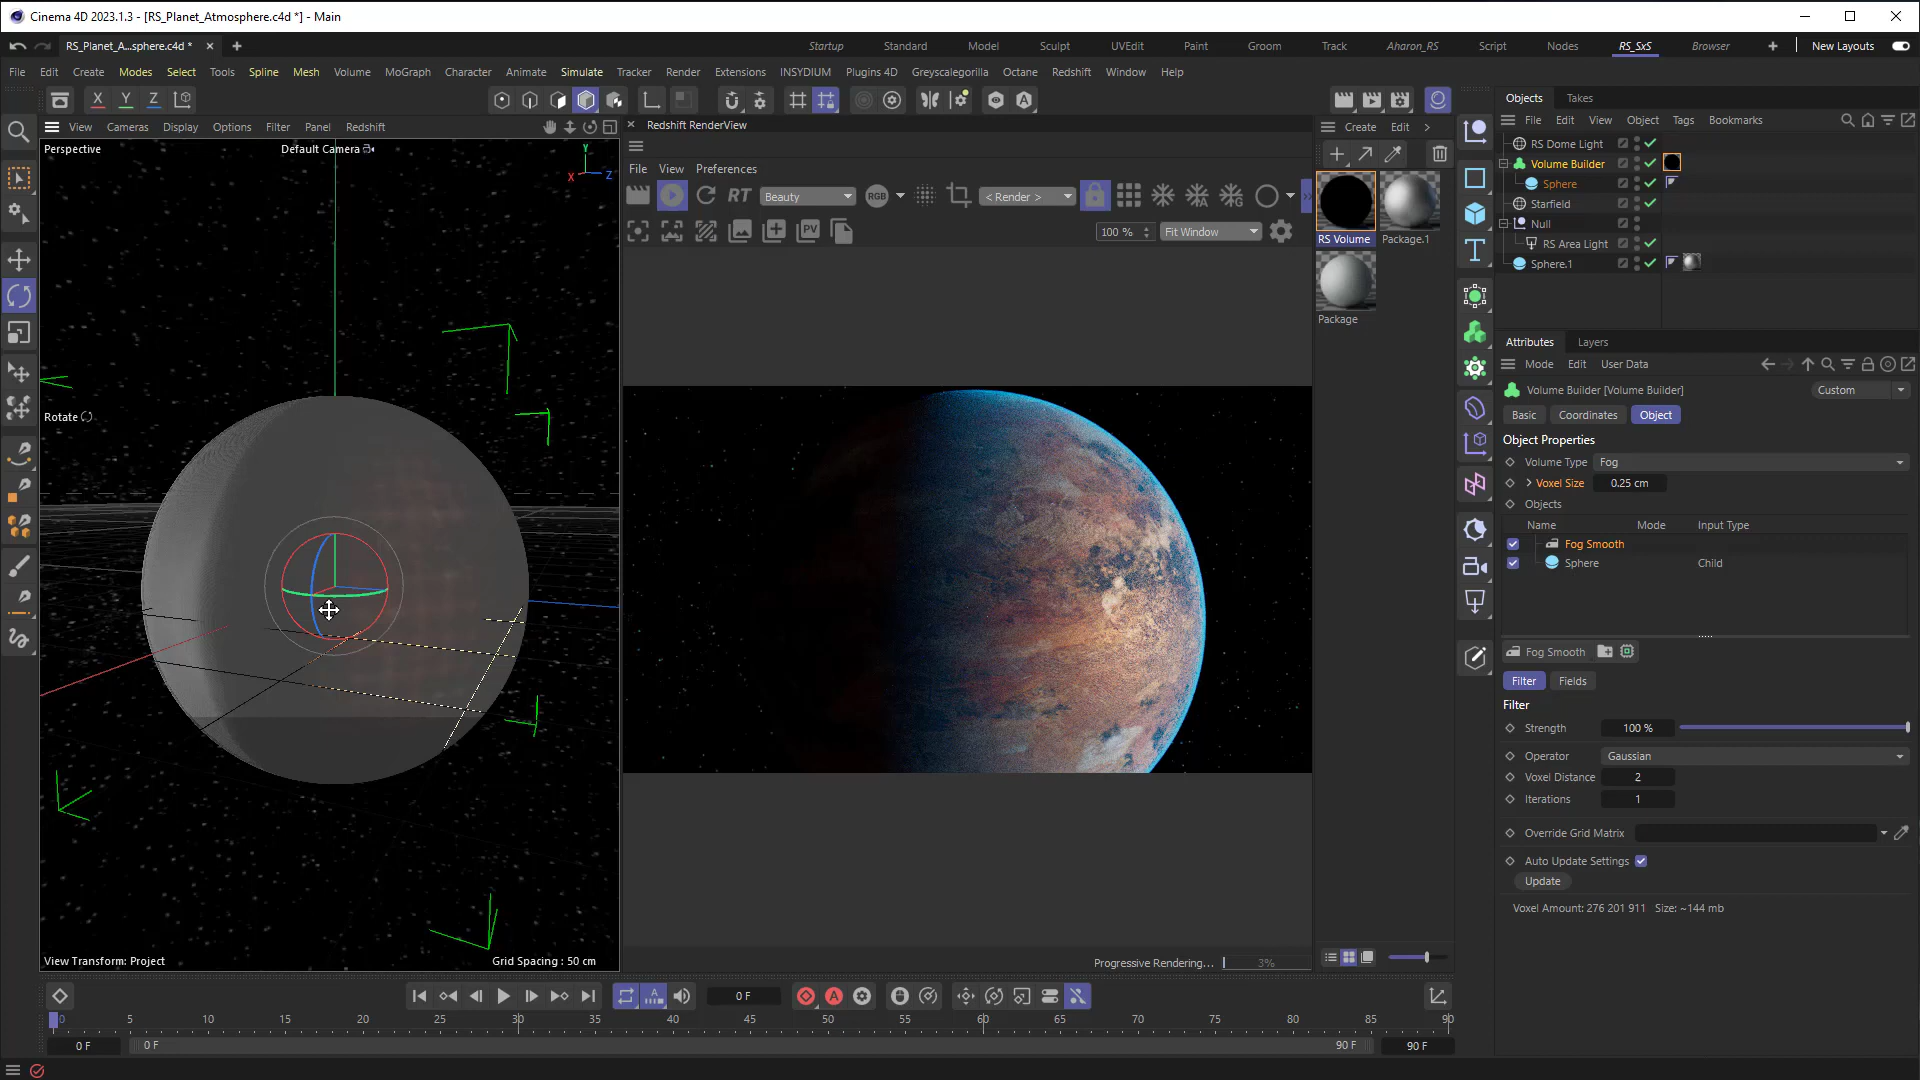 Cinema 4D 2023.1.3 - [RS_Planet_Atmosphere.c4d *] - Main
RS_Planet_A...sphere.c4d *
Startup Standard Model Sculpt UVEdit Paint Groom Track Aharon_RS Script Nodes RS_SxS Browser New Layouts
File Edit Create Modes Select Tools Spline Mesh Volume MoGraph Character Animate Simulate Tracker Render Extensions INSYDIUM Plugins 4D Greyscalegorilla Octane Redshift Window Help
X Y Z
View Cameras Display Options Filter Panel Redshift
Perspective
Default Camera
Y
X
Z
Rotate
View Transform: Project
Grid Spacing : 50 cm
Redshift RenderView
File View Preferences
RT Beauty RGB < Render >
PV
100 % Fit Window
Progressive Rendering... 3%
Create Edit
RS Volume
Package.1
Package
Objects Takes
File Edit View Object Tags Bookmarks
RS Dome Light
Volume Builder
Sphere
Starfield
Null
RS Area Light
Sphere.1
Attributes Layers
Mode Edit User Data
Volume Builder [Volume Builder]
Custom
Basic Coordinates Object
Object Properties
Volume Type Fog
Voxel Size 0.25 cm
Objects
Name Mode Input Type
Fog Smooth
Sphere Child
Fog Smooth
Filter Fields
Filter
Strength 100 %
Operator Gaussian
Voxel Distance 2
Iterations 1
Override Grid Matrix
Auto Update Settings
Update
Voxel Amount: 276 201 911 Size: ~144 mb
0 F
0 5 10 15 20 25 30 35 40 45 50 55 60 65 70 75 80 85 90
0 F 0 F 90 F 90 F